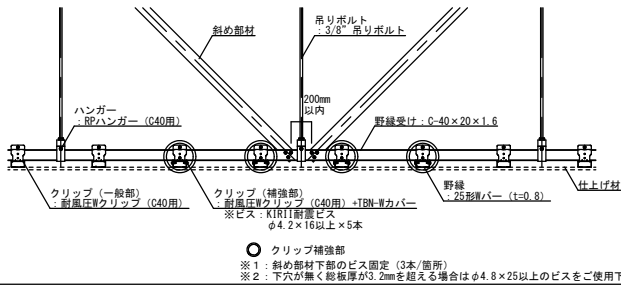 斜め部材
吊りボルト
：3/8" 吊りボルト
200mm
以内
ハンガー
：RPハンガー（C40用）
野縁受け：C-40×20×1.6
クリップ（一般部）
：耐風圧Wクリップ（C40用）
クリップ（補強部）
：耐風圧Wクリップ（C40用）+TBN-Wカバー
※ビス：KIRII耐震ビス
φ4.2×16以上×5本
野縁
：25形Wバー（t=0.8）
仕上げ材
クリップ補強部
※1：斜め部材下部のビス固定（3本/箇所）
※2：下穴が無く総板厚が3.2mmを超える場合はφ4.8×25以上のビスをご使用下